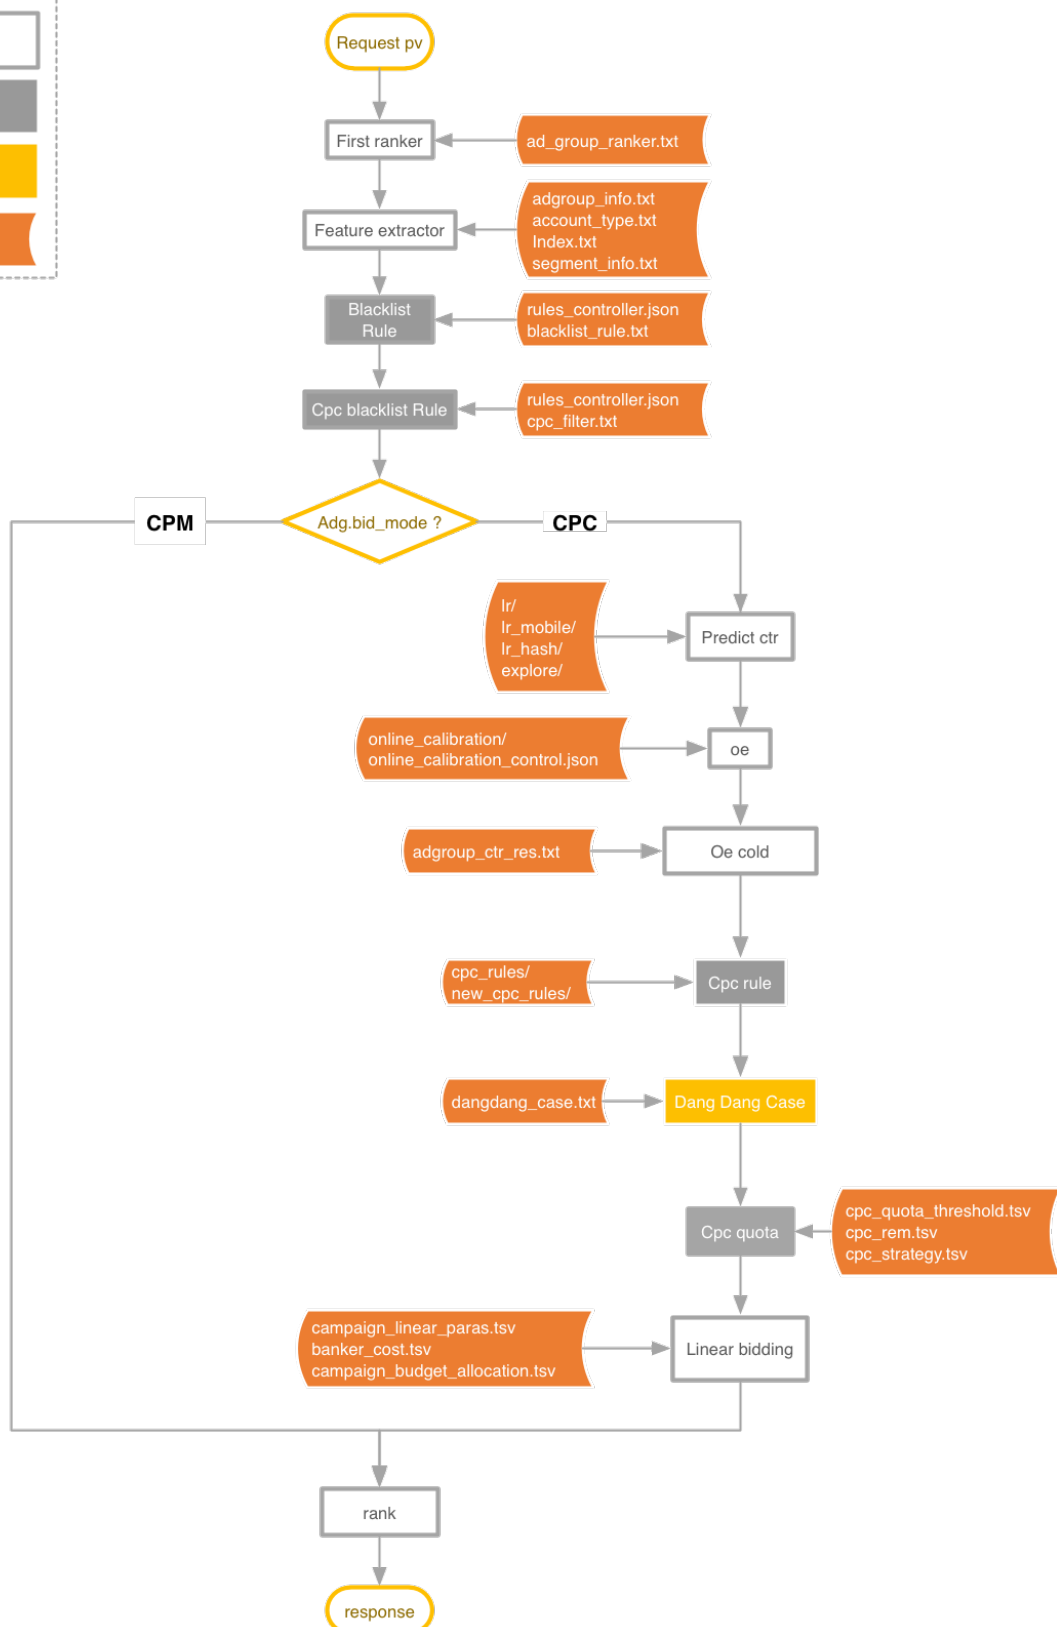 Request pv
First ranker
ad_group_ranker.txt
adgroup_info.txt
account_type.txt
Feature extractor
Index.txt
segment_info.txt
Blacklist
Rule
rules_controller.json
blacklist_rule.txt
Cpc blacklist Rule
rules_controller.json
cpc_filter.txt
CPM
Adg.bid_mode ?
CPC
lr/
lr_mobile/
lr_hash/
explore/
Predict ctr
online_calibration/
online_calibration_control.json
oe
adgroup_ctr_res.txt
Oe cold
cpc_rules/
new_cpc_rules/
Cpc rule
dangdang_case.txt
Dang Dang Case
Cpc quota
cpc_quota_threshold.tsv
cpc_rem.tsv
cpc_strategy.tsv
campaign_linear_paras.tsv
banker_cost.tsv
campaign_budget_allocation.tsv
Linear bidding
rank
response